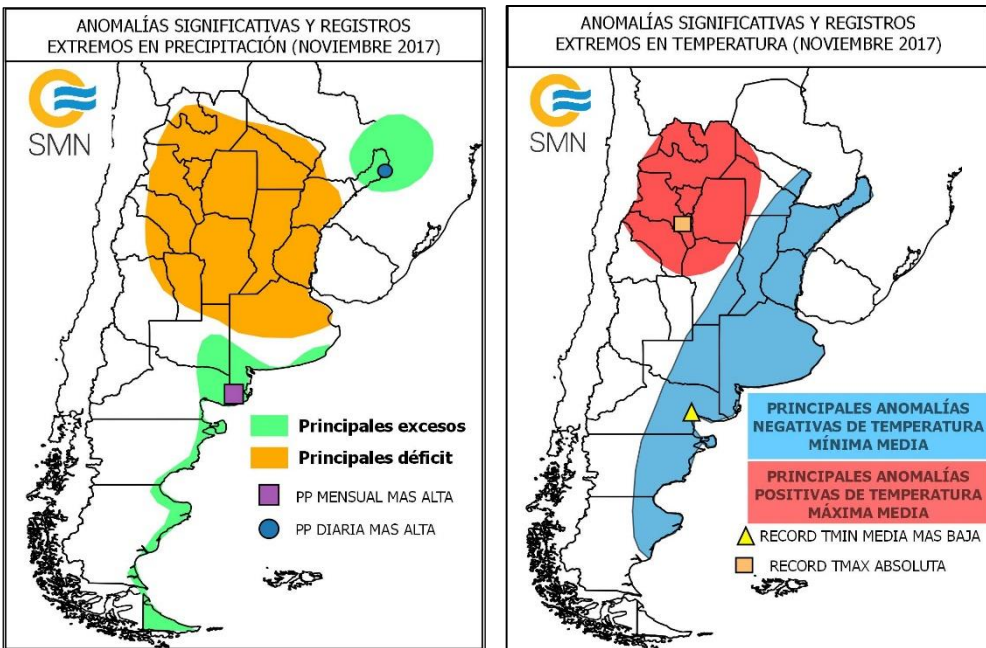 ANOMALÍAS SIGNIFICATIVAS Y REGISTROS
EXTREMOS EN PRECIPITACIÓN (NOVIEMBRE 2017)
SMN
Principales excesos
Principales déficit
PP MENSUAL MAS ALTA
PP DIARIA MAS ALTA
ANOMALÍAS SIGNIFICATIVAS Y REGISTROS
EXTREMOS EN TEMPERATURA (NOVIEMBRE 2017)
SMN
PRINCIPALES ANOMALÍAS
NEGATIVAS DE TEMPERATURA
MÍNIMA MEDIA
PRINCIPALES ANOMALÍAS
POSITIVAS DE TEMPERATURA
MÁXIMA MEDIA
RECORD TMIN MEDIA MAS BAJA
RECORD TMAX ABSOLUTA